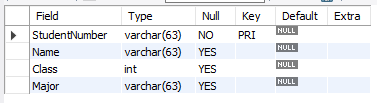 Field Type Null Key Default Extra
StudentNumber varchar(63) NO PRI NULL
Name varchar(63) YES NULL
Class int YES NULL
Major varchar(63) YES NULL